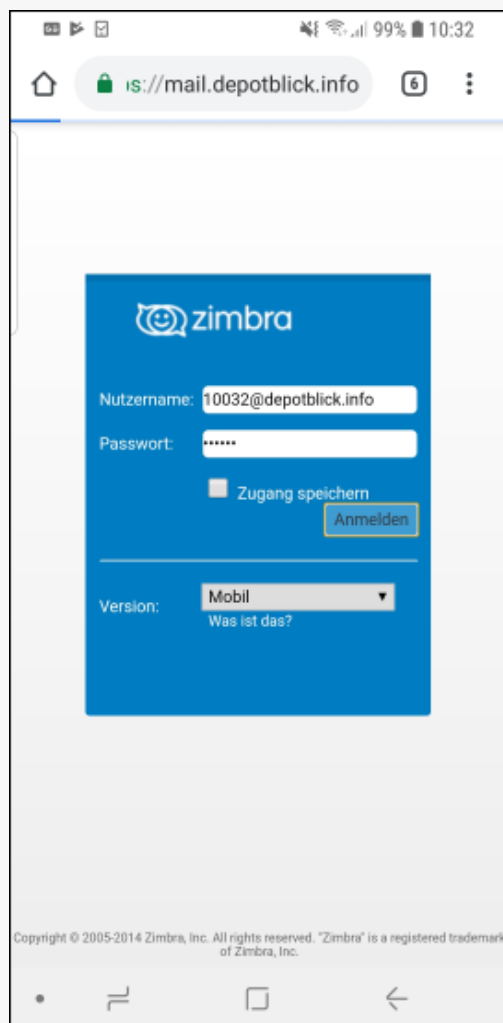 99% 10:32
ıs://mail.depotblick.info 6
zimbra
Nutzername: 10032@depotblick.info
Passwort: ••••••
Zugang speichern
Anmelden
Version: Mobil
Was ist das?
Copyright © 2005-2014 Zimbra, Inc. All rights reserved. "Zimbra" is a registered trademark
of Zimbra, Inc.